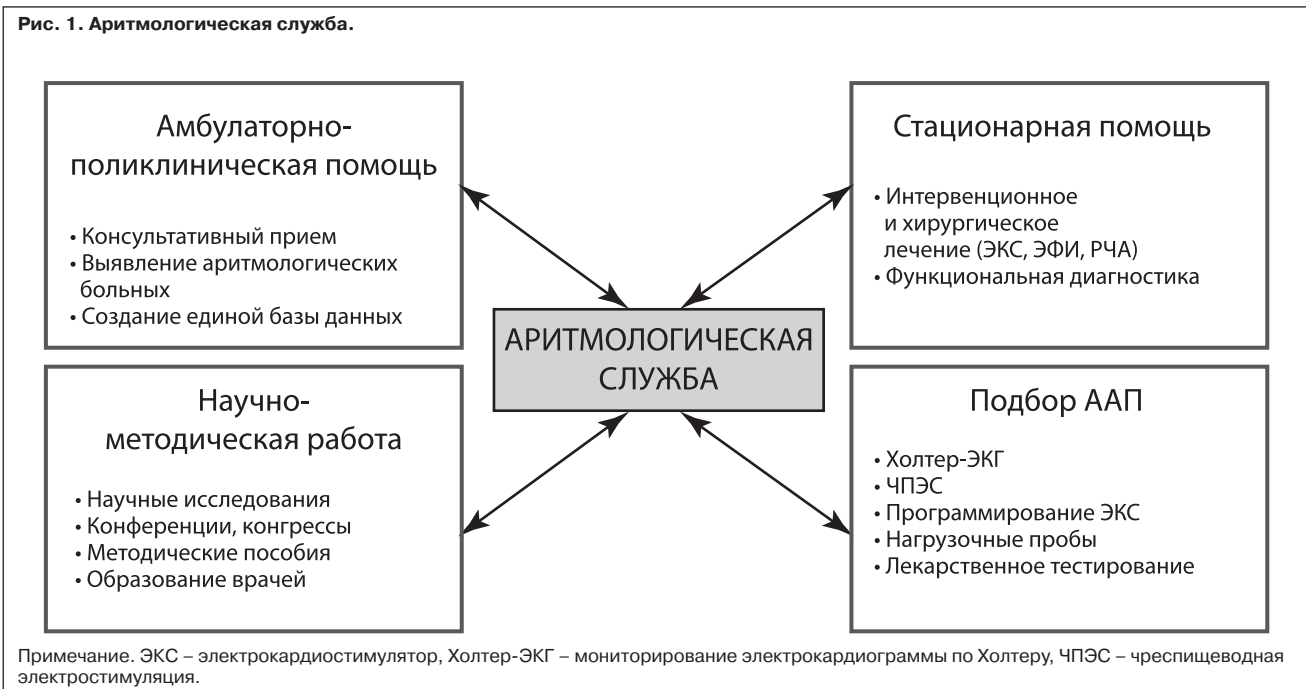 Рис. 1. Аритмологическая служба.
Амбулаторно-
поликлиническая помощь
• Консультативный прием
• Выявление аритмологических
больных
• Создание единой базы данных
Стационарная помощь
• Интервенционное
и хирургическое
лечение (ЭКС, ЭФИ, РЧА)
• Функциональная диагностика
АРИТМОЛОГИЧЕСКАЯ
СЛУЖБА
Научно-
методическая работа
• Научные исследования
• Конференции, конгрессы
• Методические пособия
• Образование врачей
Подбор ААП
• Холтер-ЭКГ
• ЧПЭС
• Программирование ЭКС
• Нагрузочные пробы
• Лекарственное тестирование
Примечание. ЭКС – электрокардиостимулятор, Холтер-ЭКГ – мониторирование электрокардиограммы по Холтеру, ЧПЭС – чреспищеводная
электростимуляция.